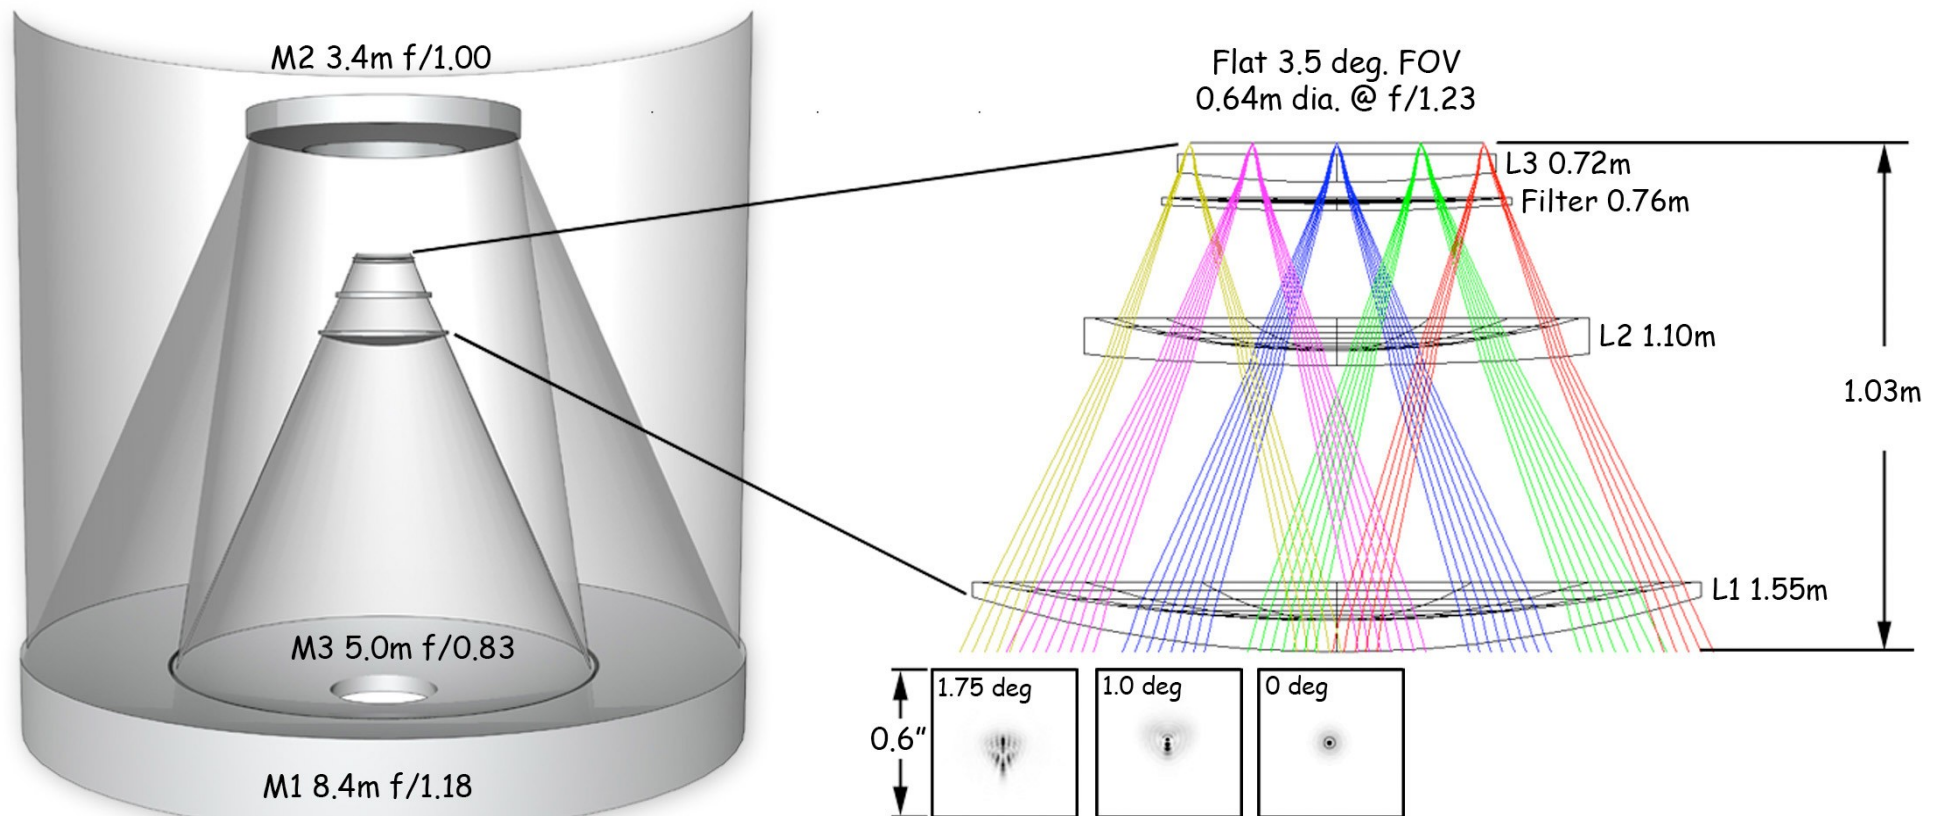 M2 3.4m f/1.00
M3 5.0m f/0.83
M1 8.4m f/1.18
Flat 3.5 deg. FOV
0.64m dia. @ f/1.23
L3 0.72m
Filter 0.76m
L2 1.10m
1.03m
L1 1.55m
1.75 deg
1.0 deg
0 deg
0.6”